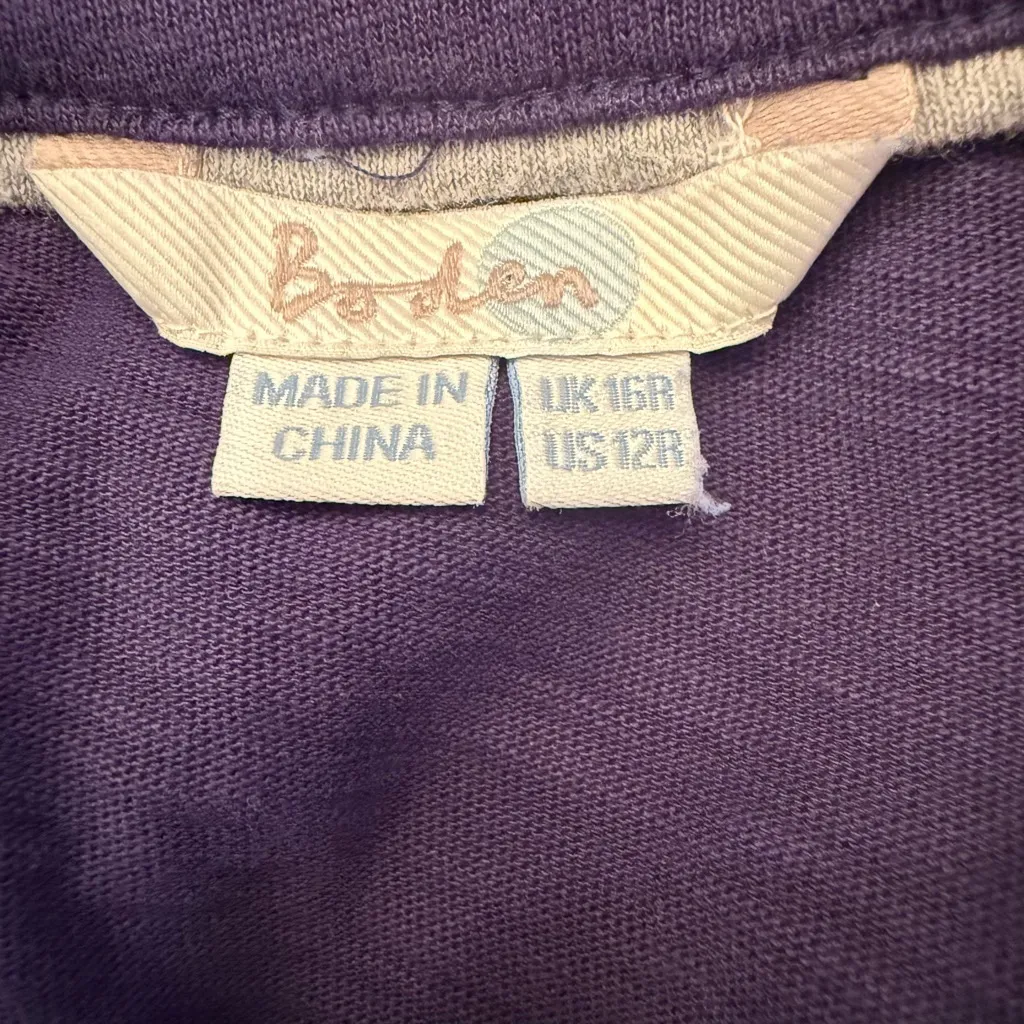 Boden
MADE IN
CHINA
UK 16R
US 12R